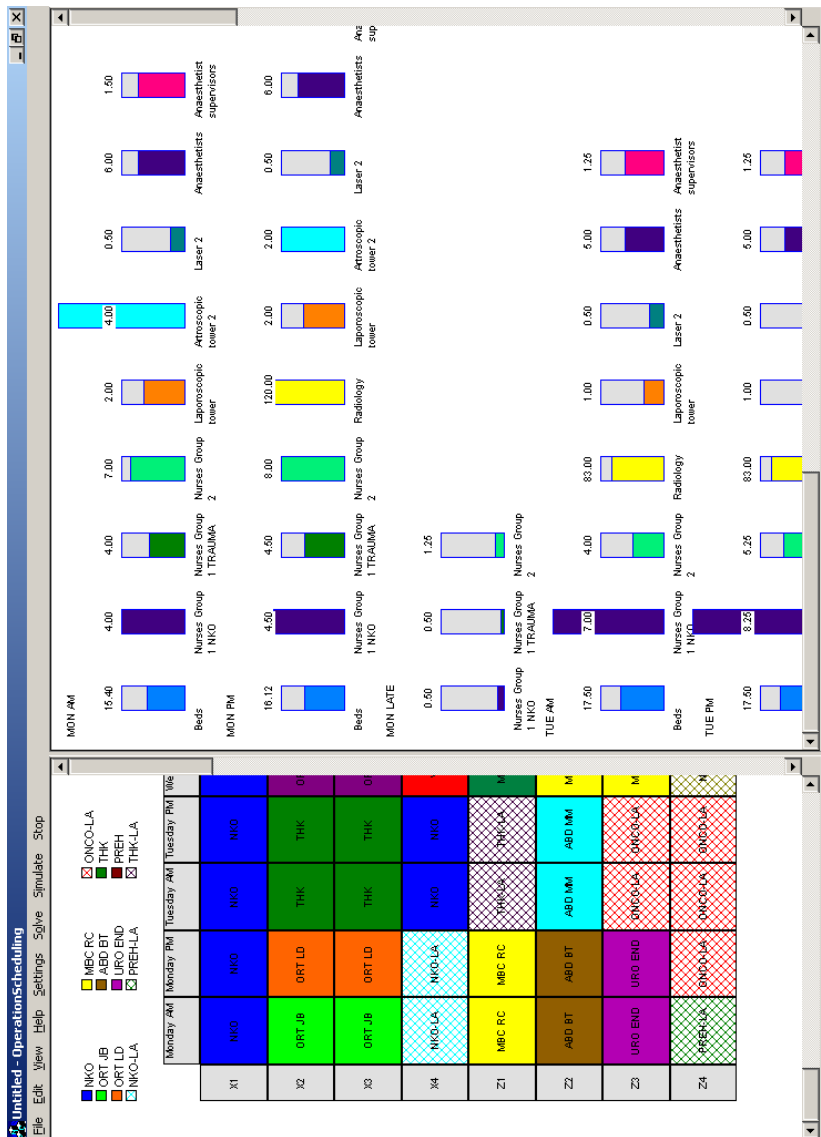 Untitled - OperationScheduling
File Edit View Help Settings Solve Simulate Stop
NKO MBC RC ONCO-LA
ORT JB ABD BT THK
ORT LD URO END PREH
NKO-LA PREH-LA THK-LA
Monday AM Monday PM Tuesday AM Tuesday PM We
X1 NKO NKO NKO NKO
X2 ORT JB ORT LD THK THK OF
X3 ORT JB ORT LD THK THK OF
X4 NKO-LA NKO-LA NKO NKO
Z1 MBC RC MBC RC THK-LA THK-LA M
Z2 ABD BT ABD BT ABD MM ABD MM M
Z3 URO END URO END ONCO-LA ONCO-LA M
Z4 PREH-LA ONCO-LA ONCO-LA ONCO-LA N
MON AM
15.40 4.00 4.00 7.00 2.00 4.00 0.50 6.00 1.50
Beds Nurses Group Nurses Group Nurses Group Laporoscopic Artroscopic Laser 2 Anaesthetists Anaesthetist
1 NKO 1 TRAUMA 2 tower tower 2 supervisors
MON PM
16.12 4.50 4.50 8.00 120.00 2.00 2.00 0.50 6.00
Beds Nurses Group Nurses Group Nurses Group Radiology Laporoscopic Artroscopic Laser 2 Anaesthetists Ana
1 NKO 1 TRAUMA 2 tower tower 2 sup
MON LATE
0.50 0.50 1.25
Nurses Group Nurses Group Nurses Group
1 NKO 1 TRAUMA 2
TUE AM
17.50 7.00 4.00 83.00 1.00 0.50 5.00 1.25
Beds Nurses Group Nurses Group Radiology Laporoscopic Laser 2 Anaesthetists Anaesthetist
1 NKO 2 tower supervisors
TUE PM
17.50 8.25 5.25 83.00 1.00 0.50 5.00 1.25